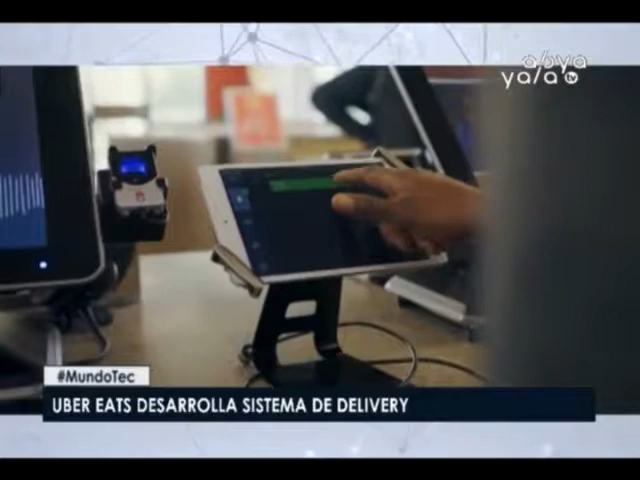 abya
yala tv
#MundoTec
UBER EATS DESARROLLA SISTEMA DE DELIVERY